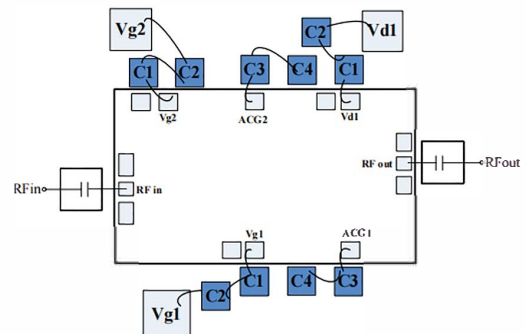 Vg2
C2
Vd1
C1
C2
C3
C4
C1
Vg2
ACG2
Vd1
RFin
RF in
RF out
RFout
Vg1
ACG1
C2
C1
C4
C3
Vg1